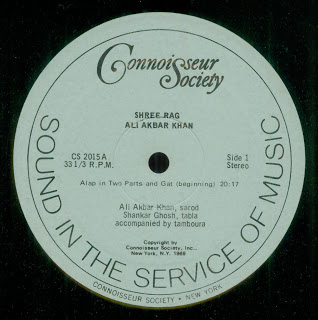 Connoisseur
Society
SHREE RAG
ALI AKBAR KHAN
CS 2015 A
33 1/3 R.P.M.
Side 1
Stereo
Alap in Two Parts and Gat (beginning) 20:17
Ali Akbar Khan, sarod
Shankar Ghosh, tabla
accompanied by tamboura
Copyright by
Connoisseur Society, Inc.
New York, N.Y. 1969
SOUND IN THE SERVICE OF MUSIC
CONNOISSEUR SOCIETY • NEW YORK